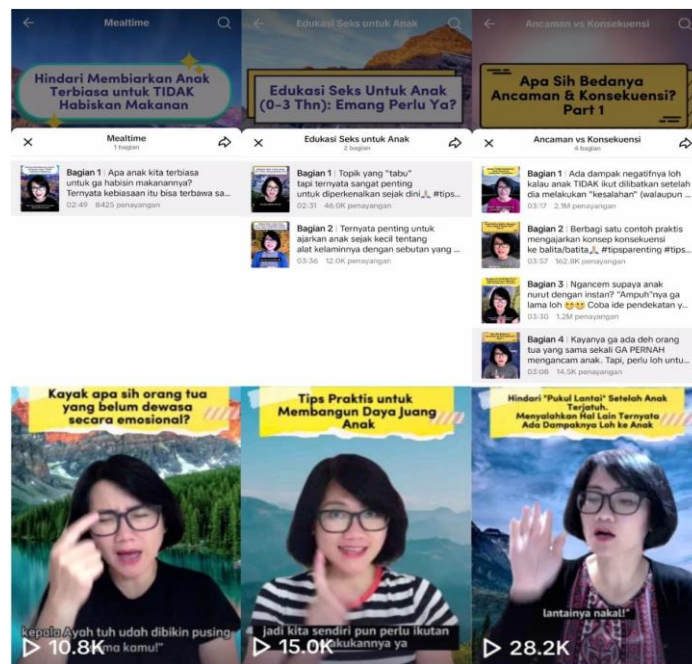 Mealtime
Hindari Membiarkan Anak
Terbiasa untuk TIDAK
Habiskan Makanan
Mealtime
1 bagian
Bagian 1 | Apa anak kita terbiasa
untuk ga habisin makanannya?
Ternyata kebiasaan itu bisa terbawa sa...
02:49 8425 penayangan
Edukasi Seks untuk Anak
Edukasi Seks Untuk Anak
(0-3 Thn): Emang Perlu Ya?
Edukasi Seks untuk Anak
2 bagian
Bagian 1 | Topik yang "tabu"
tapi ternyata sangat penting
untuk diperkenalkan sejak dini🙏 #tips...
02:31 46.0K penayangan
Bagian 2 | Ternyata penting untuk
ajarkan anak sejak kecil tentang
alat kelaminnya dengan sebutan yang ...
03:36 12.0K penayangan
Ancaman vs Konsekuensi
Apa Sih Bedanya
Ancaman & Konsekuensi?
Part 1
Ancaman vs Konsekuensi
4 bagian
Bagian 1 | Ada dampak negatifnya loh
kalau anak TIDAK ikut dilibatkan setelah
dia melakukan "kesalahan" (walaupun ...
03:17 2.1M penayangan
Bagian 2 | Berbagi satu contoh praktis
mengajarkan konsep konsekuensi
ke balita/batita🙏 #tipsparenting #tips...
03:57 162.8K penayangan
Bagian 3 | Ngancem supaya anak
nurut dengan instan? "Ampuh"nya ga
lama loh 😁😁 Coba ide pendekatan y...
03:30 1.2M penayangan
Bagian 4 | Kayanya ga ada deh orang
tua yang sama sekali GA PERNAH
mengancam anak. Tapi, perlu loh untu...
03:08 14.5K penayangan
Kayak apa sih orang tua
yang belum dewasa
secara emosional?
kepala Ayah tuh udah dibikin pusing
ma kamu!"
10.8K
Tips Praktis untuk
Membangun Daya Juang
Anak
jadi kita sendiri pun perlu ikutan
lakukannya ya
15.0K
Hindari "Pukul Lantai" Setelah Anak
Terjatuh.
Menyalahkan Hal Lain Ternyata
Ada Dampaknya Loh ke Anak
lantainya nakal!"
28.2K